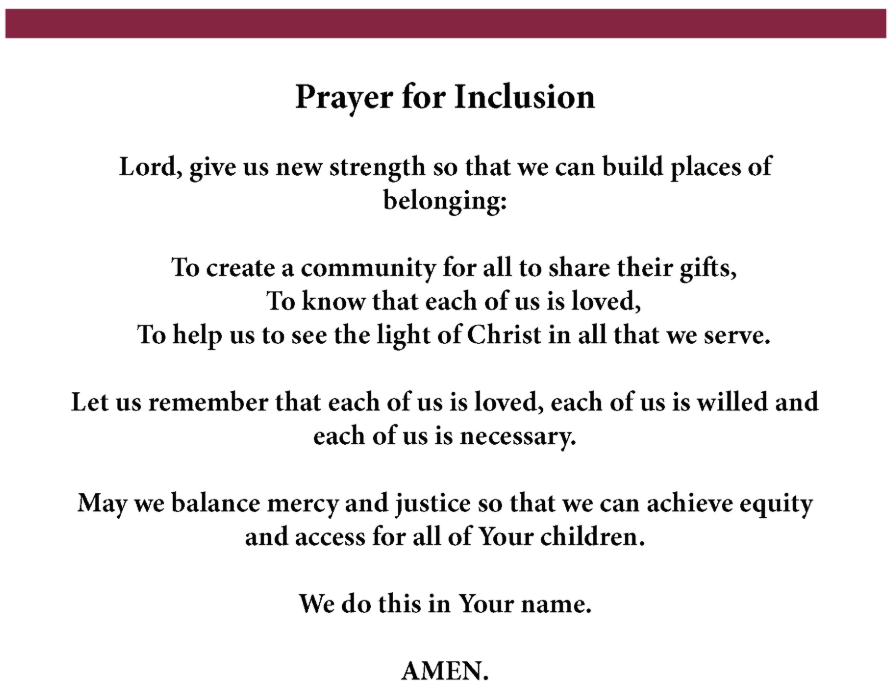 Prayer for Inclusion
Lord, give us new strength so that we can build places of
belonging:
To create a community for all to share their gifts,
To know that each of us is loved,
To help us to see the light of Christ in all that we serve.
Let us remember that each of us is loved, each of us is willed and
each of us is necessary.
May we balance mercy and justice so that we can achieve equity
and access for all of Your children.
We do this in Your name.
AMEN.